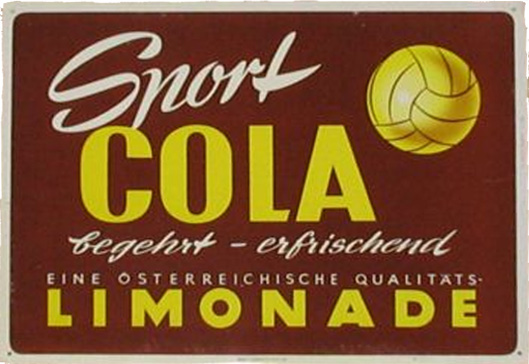 Sport
COLA
begehrt – erfrischend
EINE ÖSTERREICHISCHE QUALITÄTS-
LIMONADE